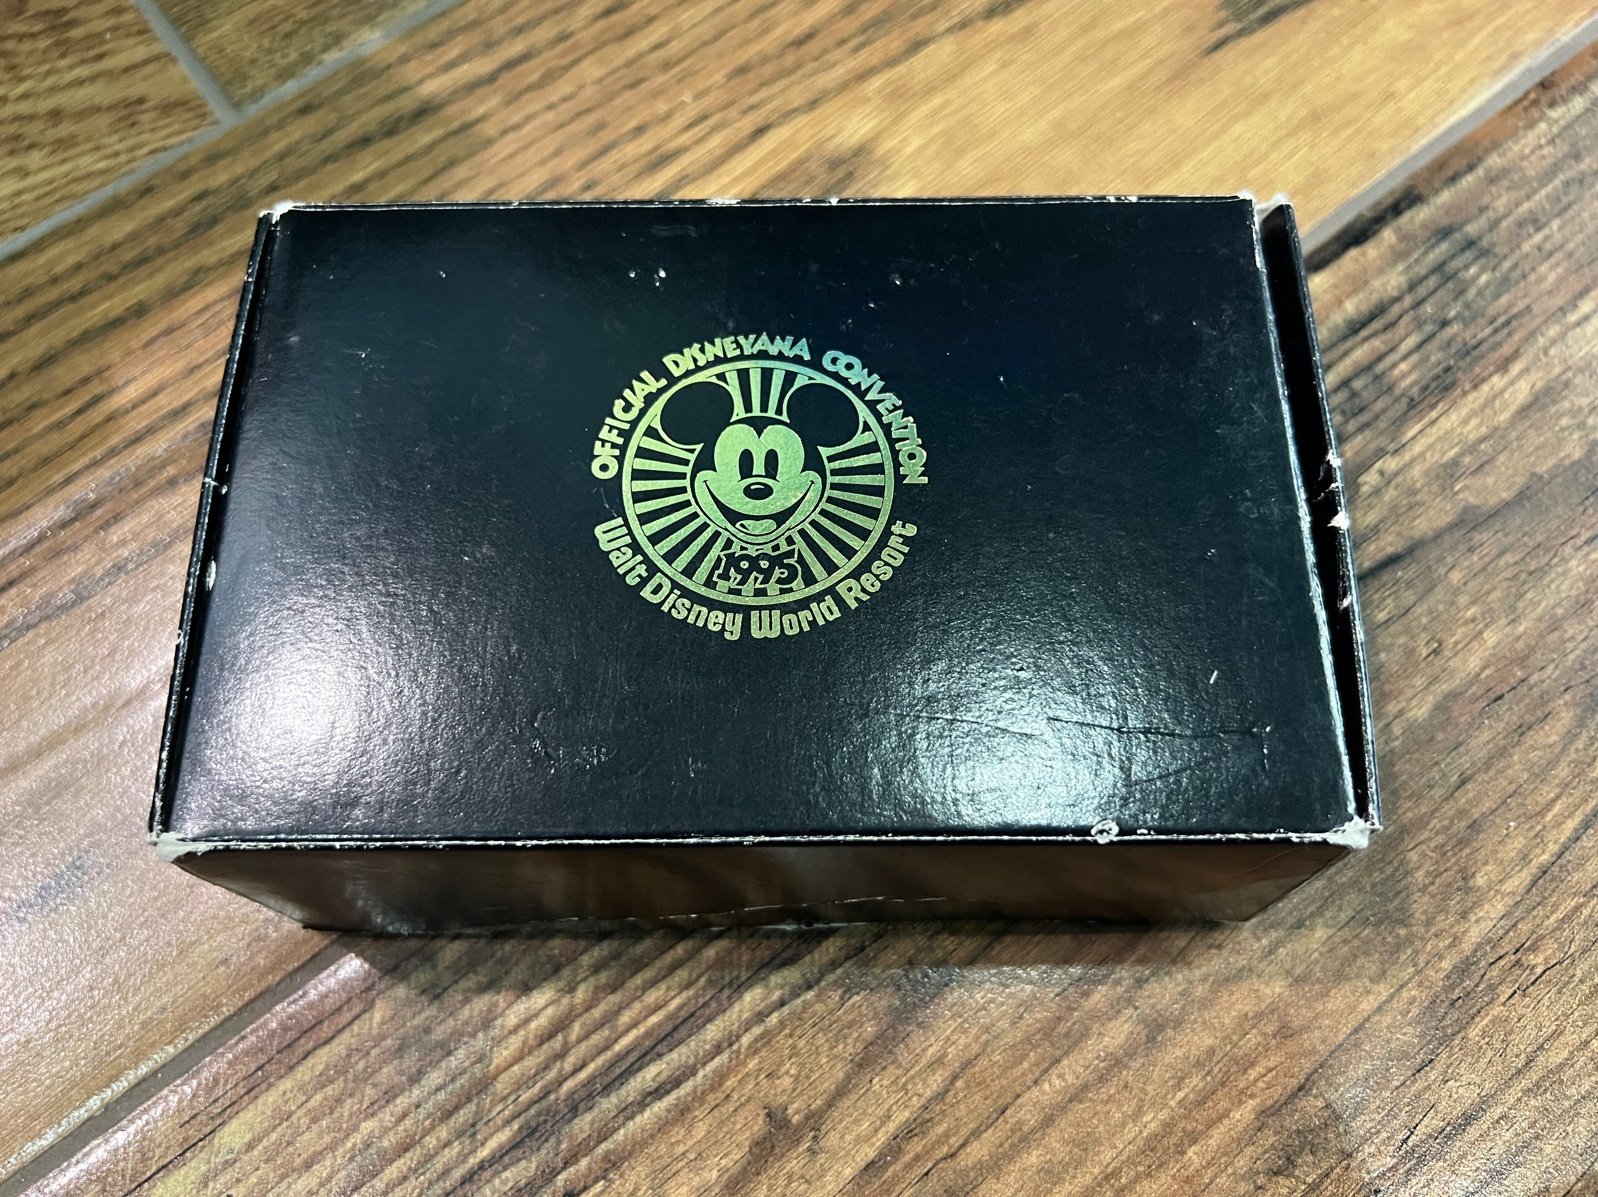 OFFICIAL DISNEYANA CONVENTION
1995
Walt Disney World Resort